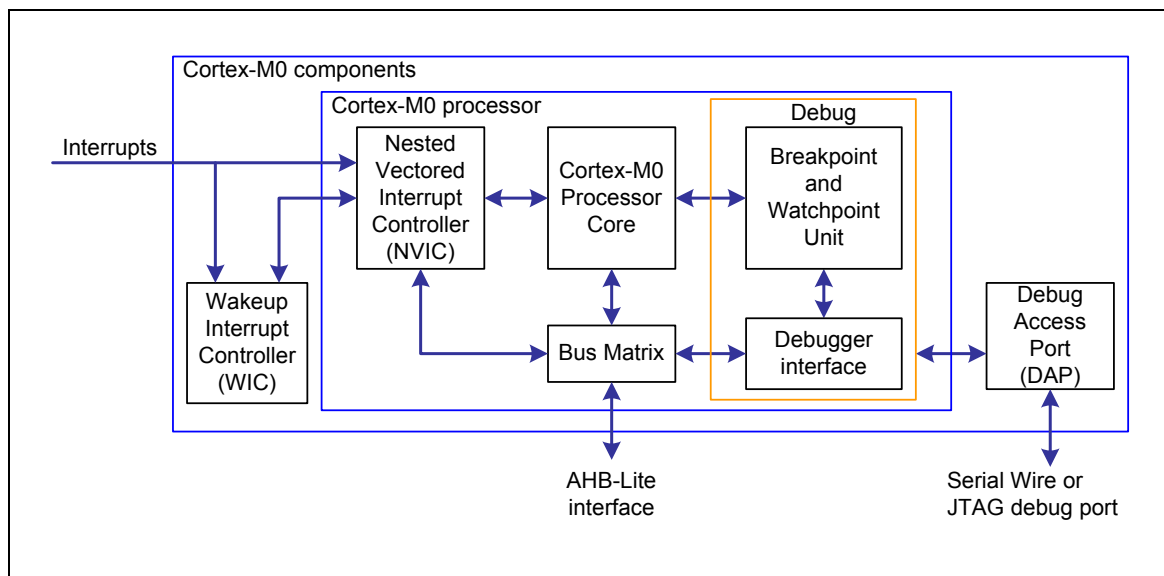 Cortex-M0 components
Cortex-M0 processor
Debug
Interrupts
Nested
Vectored
Interrupt
Controller
(NVIC)
Cortex-M0
Processor
Core
Breakpoint
and
Watchpoint
Unit
Wakeup
Interrupt
Controller
(WIC)
Bus Matrix
Debugger
interface
Debug
Access
Port
(DAP)
AHB-Lite
interface
Serial Wire or
JTAG debug port